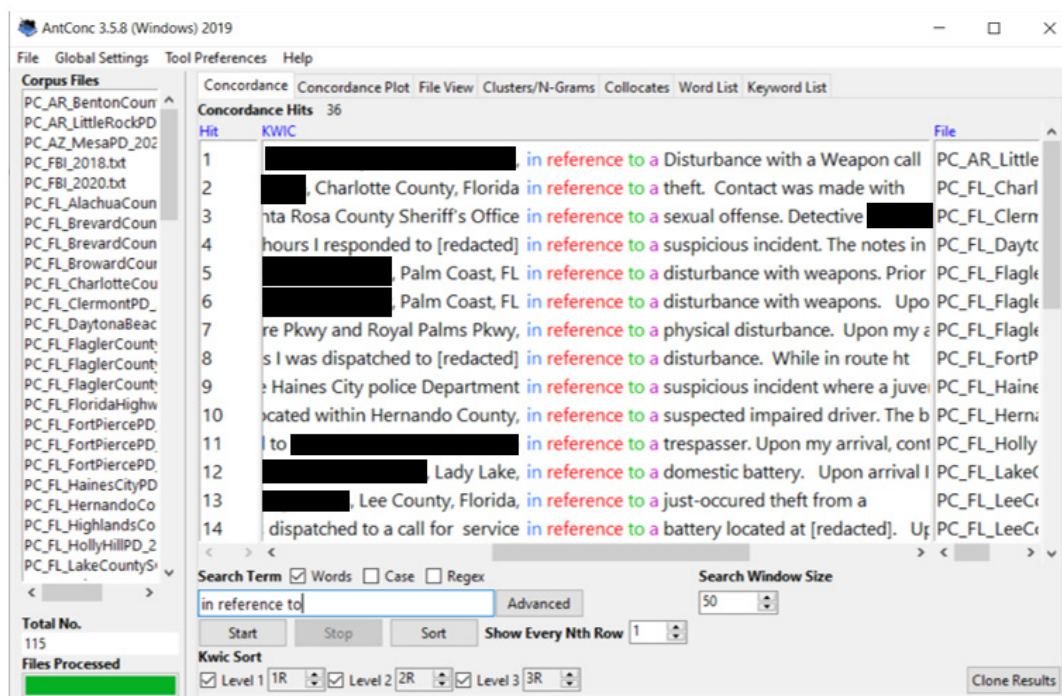 AntConc 3.5.8 (Windows) 2019
File Global Settings Tool Preferences Help
Corpus Files
PC_AR_BentonCoun
PC_AR_LittleRockPD
PC_AZ_MesaPD_202
PC_FBI_2018.txt
PC_FBI_2020.txt
PC_FL_AlachuaCoun
PC_FL_BrevardCoun
PC_FL_BrevardCoun
PC_FL_BrowardCour
PC_FL_CharlotteCou
PC_FL_ClermontPD_
PC_FL_DaytonaBeac
PC_FL_FlaglerCounty
PC_FL_FlaglerCounty
PC_FL_FlaglerCounty
PC_FL_FloridaHighw
PC_FL_FortPiercePD_
PC_FL_FortPiercePD_
PC_FL_FortPiercePD_
PC_FL_HainesCityPD
PC_FL_HernandoCo
PC_FL_HighlandsCo
PC_FL_HollyHillPD_2
PC_FL_LakeCountyS
Total No.
115
Files Processed
Concordance Concordance Plot File View Clusters/N-Grams Collocates Word List Keyword List
Concordance Hits 36
Hit KWIC File
1 , in reference to a Disturbance with a Weapon call PC_AR_Little
2 , Charlotte County, Florida in reference to a theft. Contact was made with PC_FL_Charl
3 nta Rosa County Sheriff's Office in reference to a sexual offense. Detective PC_FL_Clerm
4 hours I responded to [redacted] in reference to a suspicious incident. The notes in PC_FL_Dayto
5 , Palm Coast, FL in reference to a disturbance with weapons. Prior PC_FL_Flagle
6 , Palm Coast, FL in reference to a disturbance with weapons. Upo PC_FL_Flagle
7 re Pkwy and Royal Palms Pkwy, in reference to a physical disturbance. Upon my a PC_FL_Flagle
8 s I was dispatched to [redacted] in reference to a disturbance. While in route ht PC_FL_FortP
9 e Haines City police Department in reference to a suspicious incident where a juve PC_FL_Haine
10 ocated within Hernando County, in reference to a suspected impaired driver. The b PC_FL_Herna
11 l to in reference to a trespasser. Upon my arrival, cont PC_FL_Holly
12 , Lady Lake, in reference to a domestic battery. Upon arrival I PC_FL_LakeC
13 , Lee County, Florida, in reference to a just-occured theft from a PC_FL_LeeCo
14 dispatched to a call for service in reference to a battery located at [redacted]. Up PC_FL_LeeCo
Search Term Words Case Regex Search Window Size
in reference to Advanced 50
Start Stop Sort Show Every Nth Row 1
Kwic Sort
Level 1 1R Level 2 2R Level 3 3R Clone Results